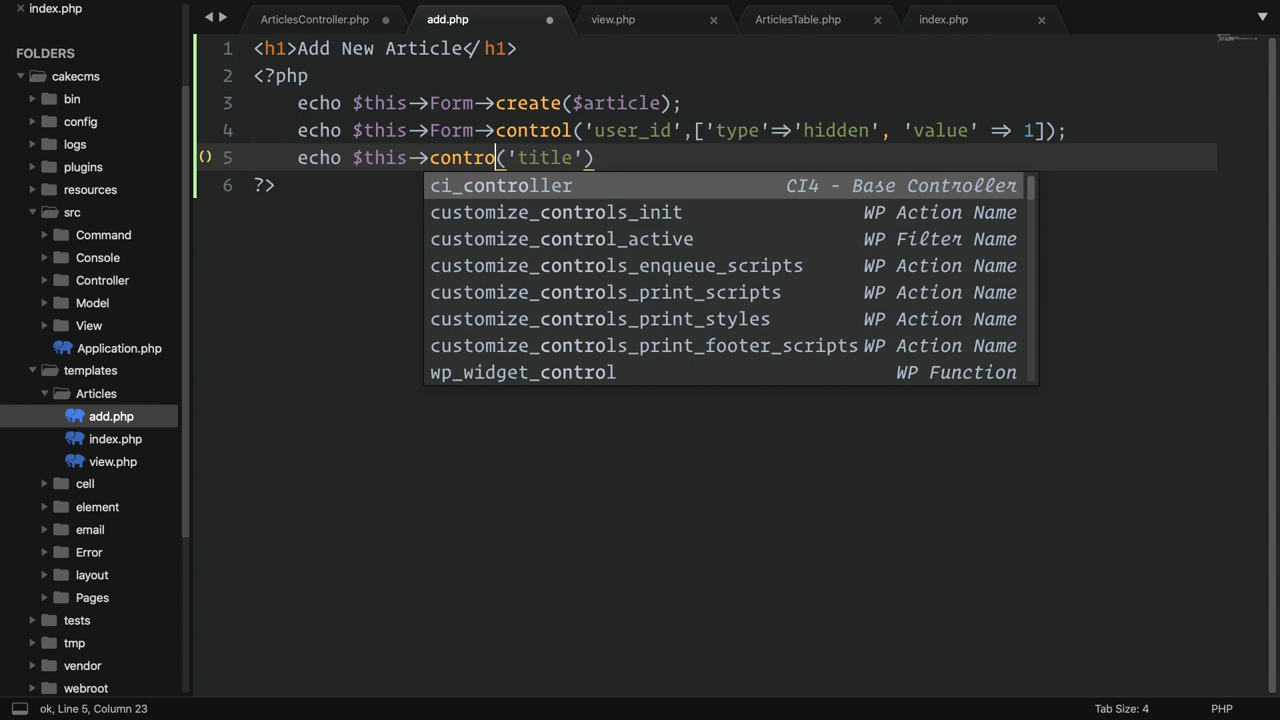 index.php
ArticlesController.php
add.php
view.php
ArticlesTable.php
index.php
FOLDERS
cakecms
bin
config
logs
plugins
resources
src
Command
Console
Controller
Model
View
Application.php
templates
Articles
add.php
index.php
view.php
cell
element
email
Error
layout
Pages
tests
tmp
vendor
webroot
1 <h1>Add New Article</h1>
2 <?php
3 echo $this->Form->create($article);
4 echo $this->Form->control('user_id',['type'=>'hidden', 'value' => 1]);
5 echo $this->contro('title')
6 ?>
ci_controller CI4 - Base Controller
customize_controls_init WP Action Name
customize_control_active WP Filter Name
customize_controls_enqueue_scripts WP Action Name
customize_controls_print_scripts WP Action Name
customize_controls_print_styles WP Action Name
customize_controls_print_footer_scripts WP Action Name
wp_widget_control WP Function
ok, Line 5, Column 23
Tab Size: 4
PHP